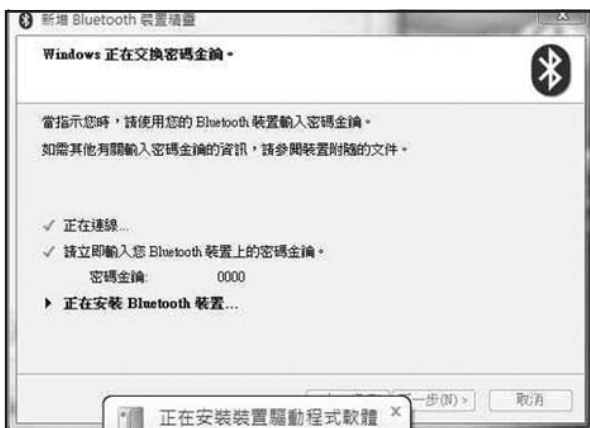 新增 Bluetooth 裝置精靈
Windows 正在交換密碼金鑰。
當指示您時，請使用您的 Bluetooth 裝置輸入密碼金鑰。
如需其他有關輸入密碼金鑰的資訊，請參閱裝置附隨的文件。
✓ 正在連線...
✓ 請立即輸入您 Bluetooth 裝置上的密碼金鑰。
密碼金鑰: 0000
▶ 正在安裝 Bluetooth 裝置...
一步(N) > 取消
正在安裝裝置驅動程式軟體 x